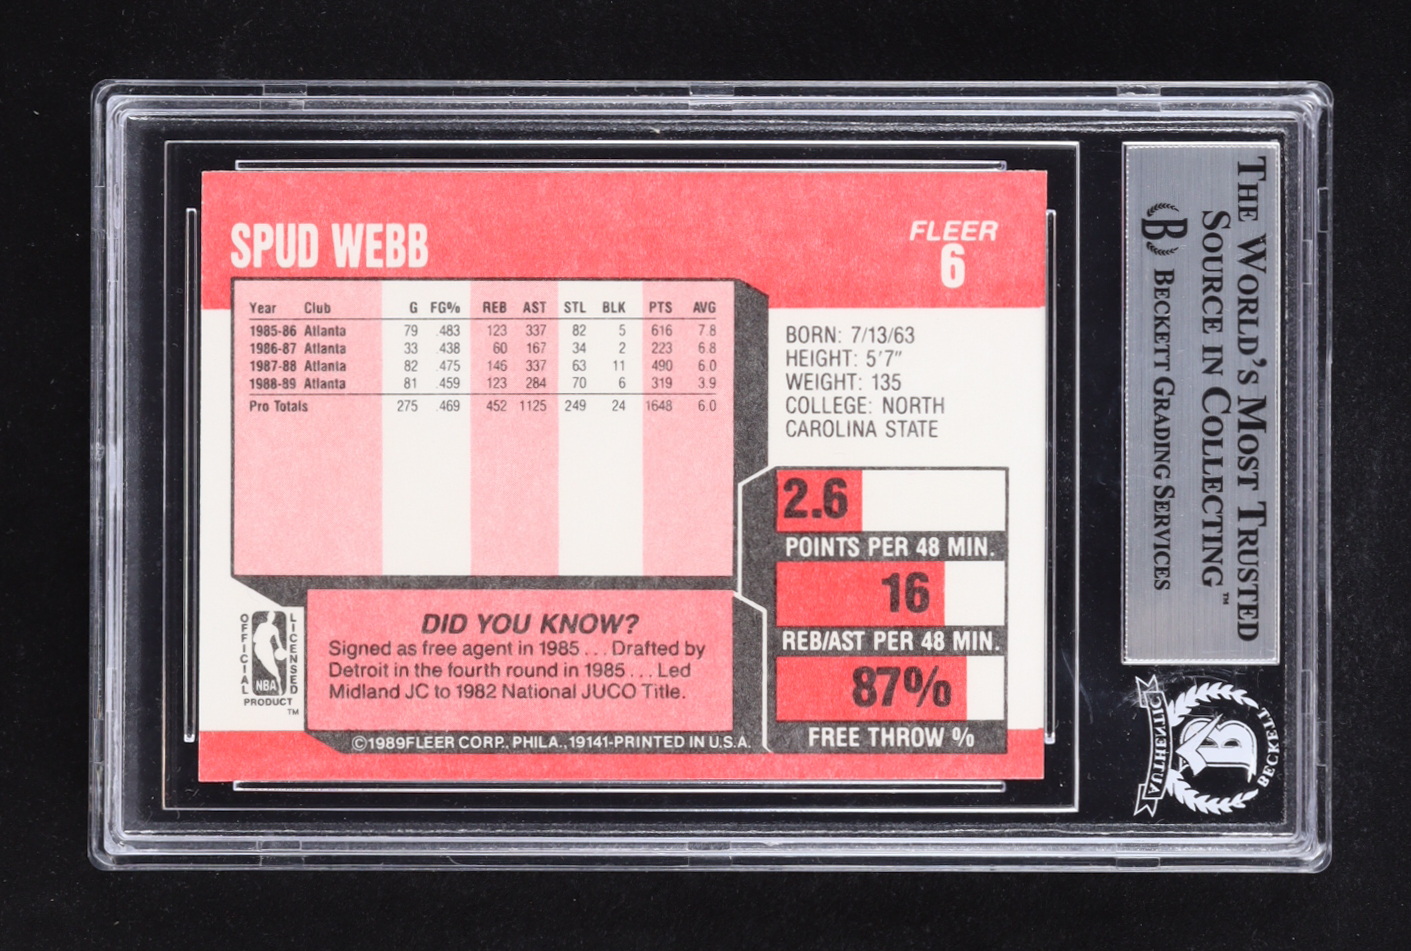 SPUD WEBB
FLEER
6
Year Club G FG% REB AST STL BLK PTS AVG
1985-86 Atlanta 79 .483 123 337 82 5 616 7.8
1986-87 Atlanta 33 .438 60 167 34 2 223 6.8
1987-88 Atlanta 82 .475 146 337 63 11 490 6.0
1988-89 Atlanta 81 .459 123 284 70 6 319 3.9
Pro Totals 275 .469 452 1125 249 24 1648 6.0
BORN: 7/13/63
HEIGHT: 5'7"
WEIGHT: 135
COLLEGE: NORTH
CAROLINA STATE
2.6
POINTS PER 48 MIN.
16
REB/AST PER 48 MIN.
87%
FREE THROW %
DID YOU KNOW?
Signed as free agent in 1985 . . . Drafted by
Detroit in the fourth round in 1985 . . . Led
Midland JC to 1982 National JUCO Title.
OFFICIAL
LICENSED
NBA
PRODUCT
TM
©1989FLEER CORP., PHILA., 19141-PRINTED IN U.S.A.
THE WORLD'S MOST TRUSTED
SOURCE IN COLLECTING™
B BECKETT GRADING SERVICES
B
BECKETT
AUTHENTIC